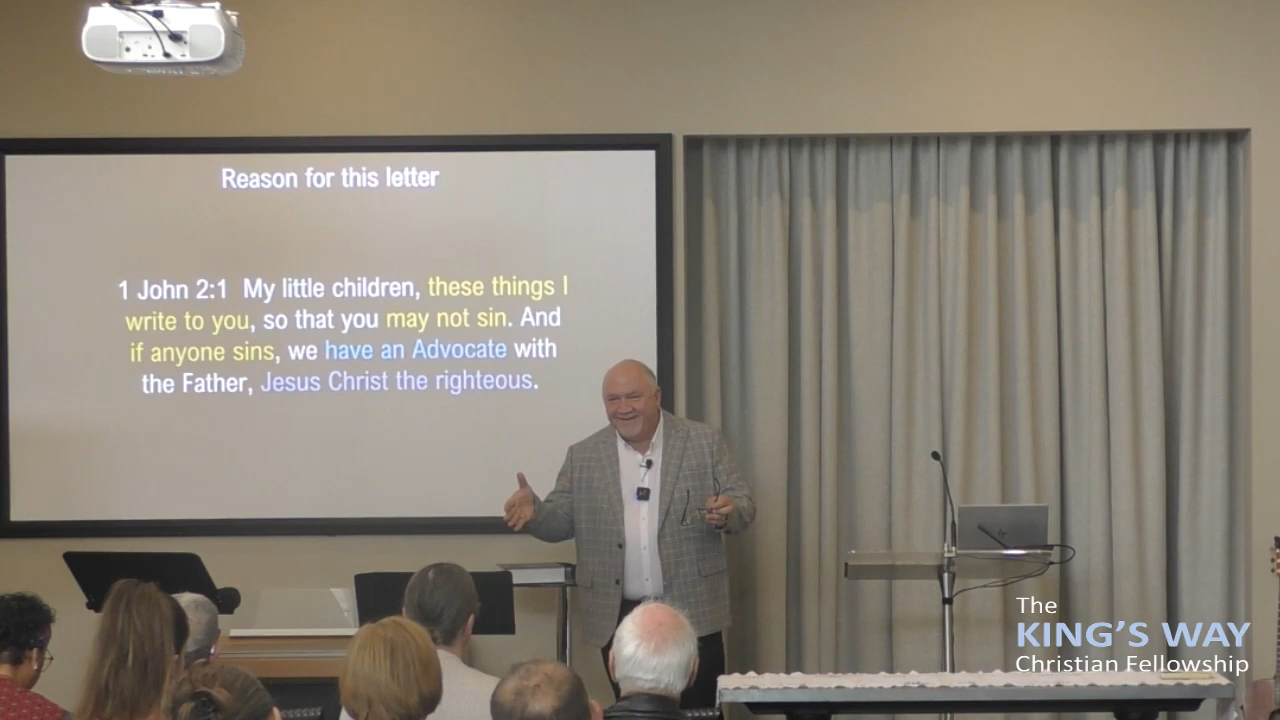 Reason for this letter
1 John 2:1 My little children, these things I
write to you, so that you may not sin. And
if anyone sins, we have an Advocate with
the Father, Jesus Christ the righteous.
The
KING'S WAY
Christian Fellowship